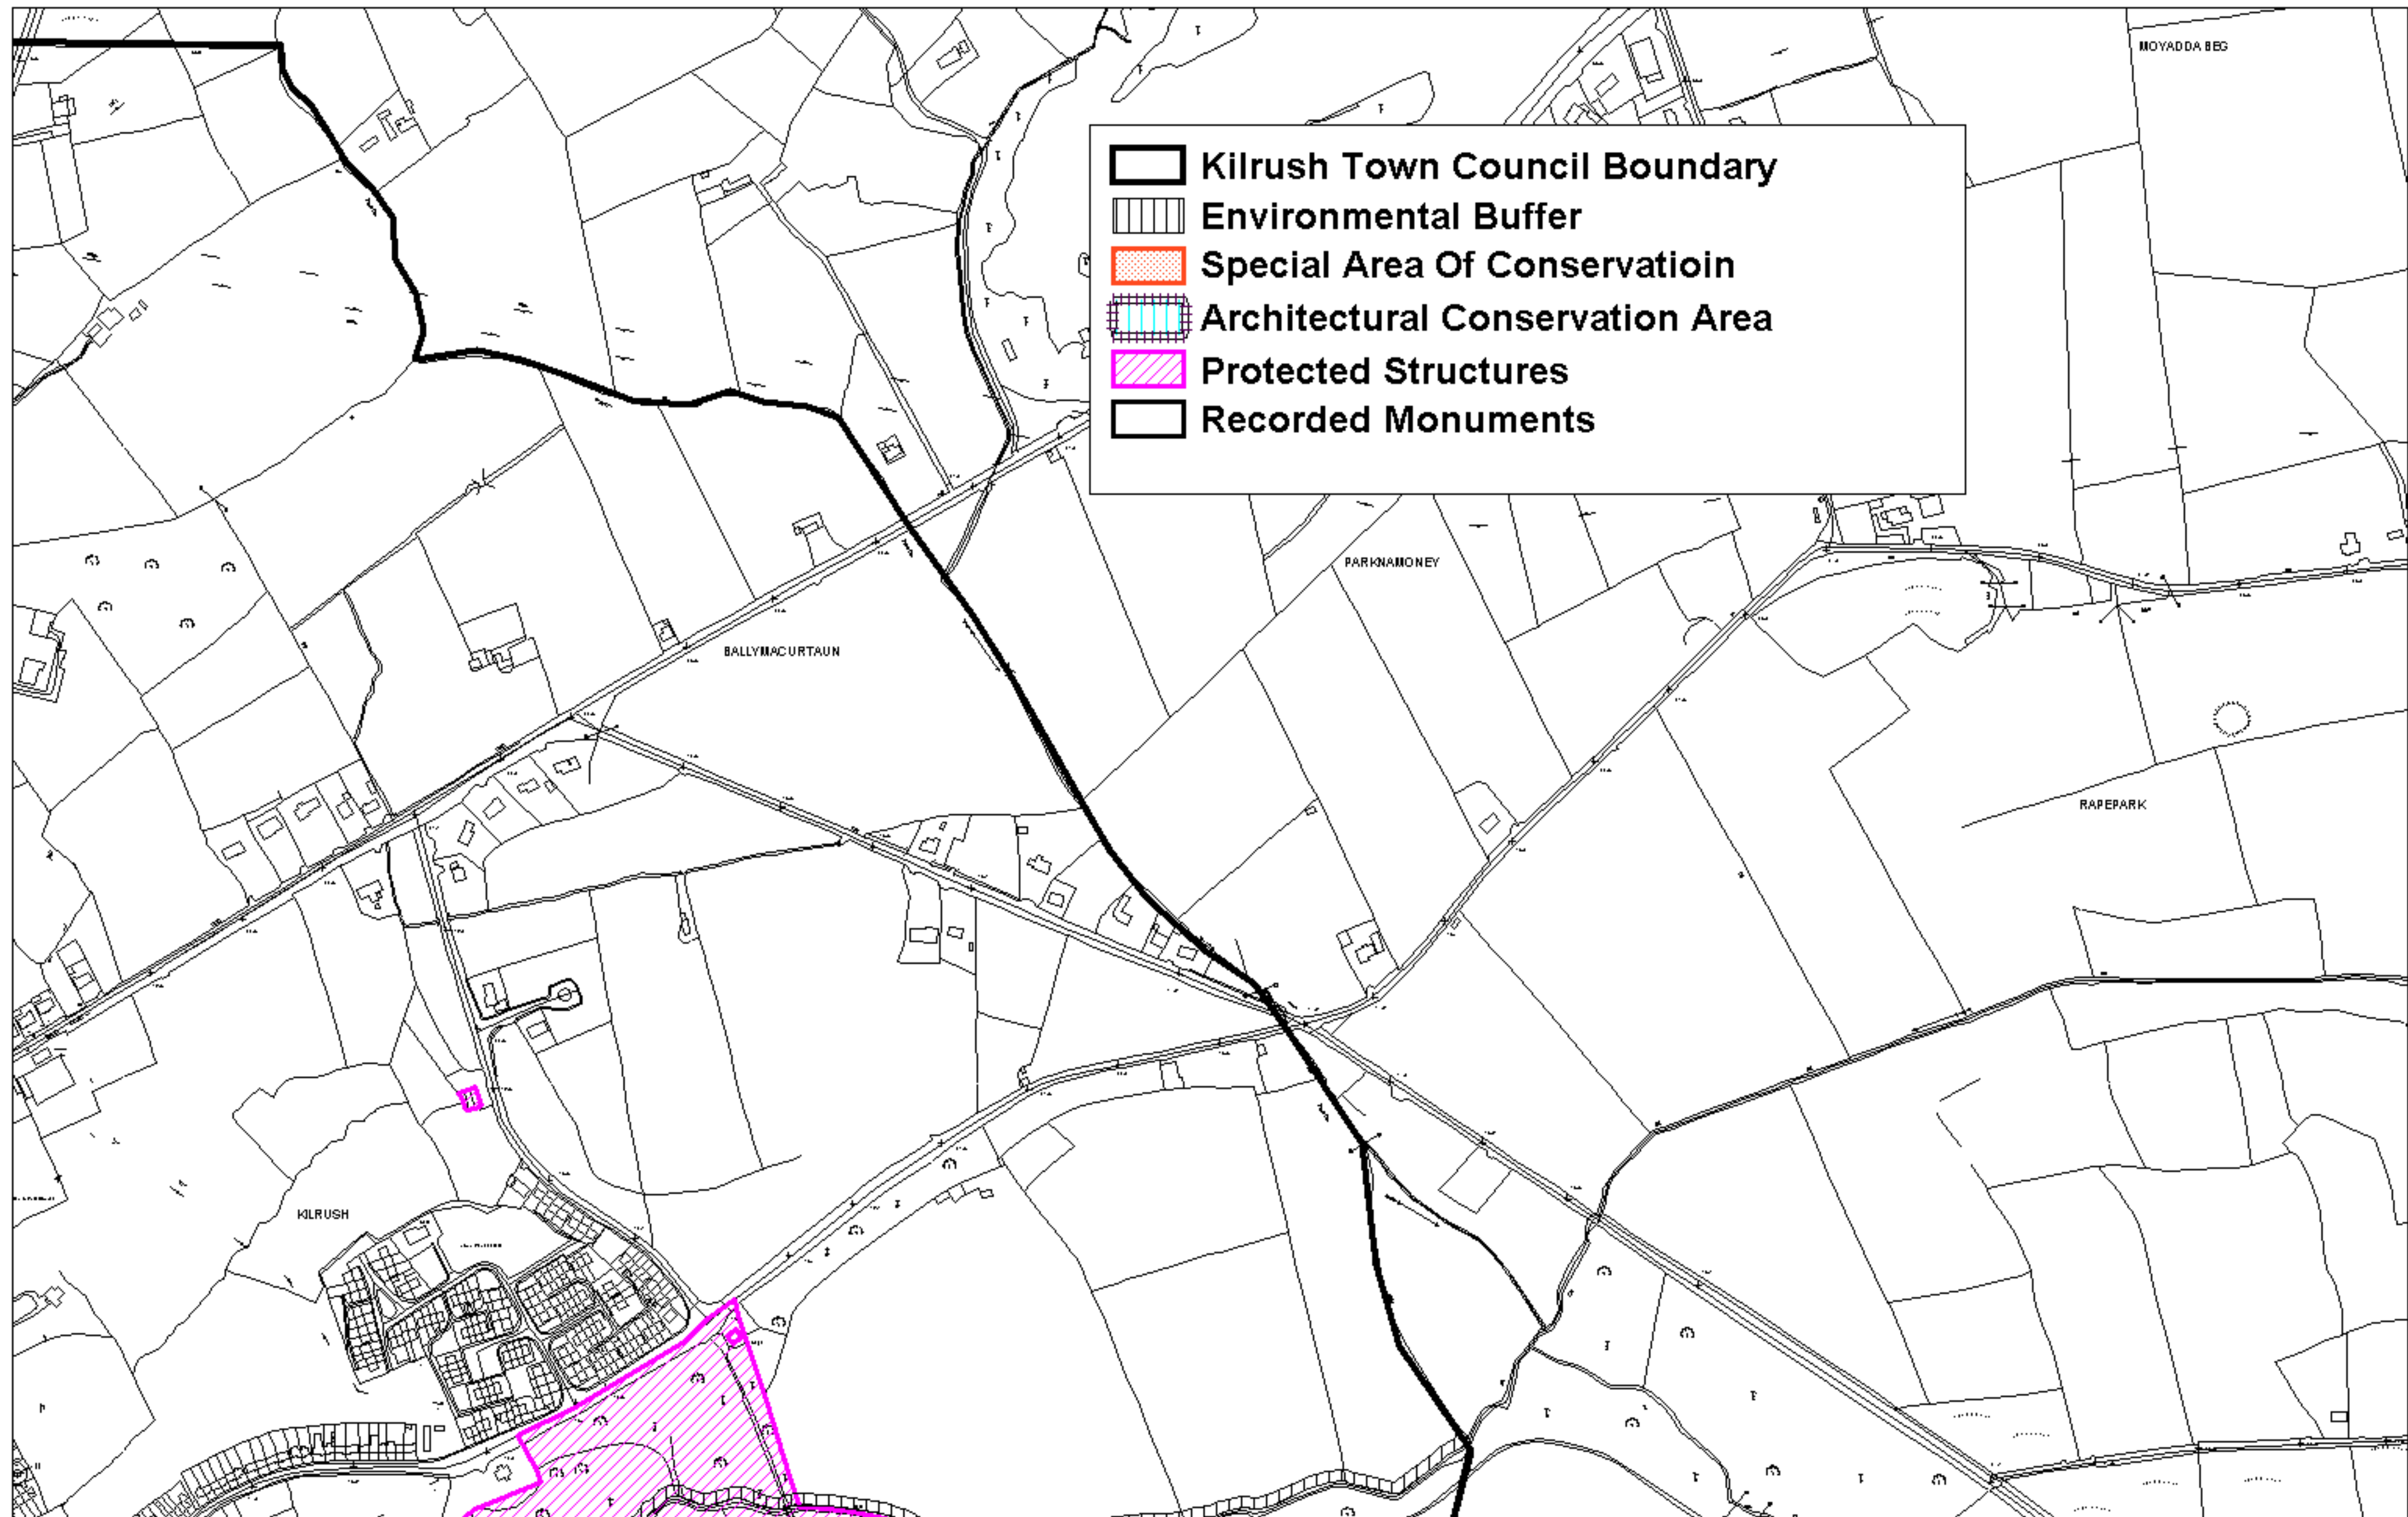 MOYADDA BEG
Kilrush Town Council Boundary
Environmental Buffer
Special Area Of Conservatioin
Architectural Conservation Area
Protected Structures
Recorded Monuments
PARKNAMONEY
BALLYMACURTAUN
RAPEPARK
KILRUSH